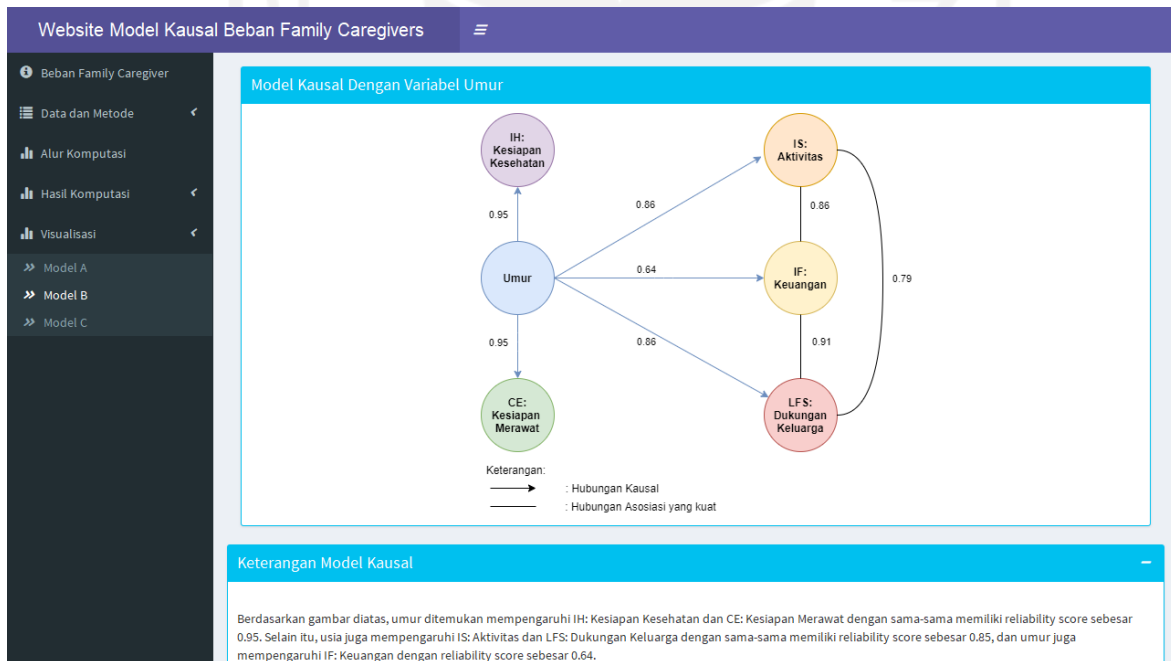 Website Model Kausal Beban Family Caregivers
Beban Family Caregiver
Data dan Metode
Alur Komputasi
Hasil Komputasi
Visualisasi
Model A
Model B
Model C
Model Kausal Dengan Variabel Umur
IH:
Kesiapan
Kesehatan
IS:
Aktivitas
0.95
0.86
0.86
Umur
0.64
IF:
Keuangan
0.79
0.95
0.86
0.91
CE:
Kesiapan
Merawat
LFS:
Dukungan
Keluarga
Keterangan:
: Hubungan Kausal
: Hubungan Asosiasi yang kuat
Keterangan Model Kausal
Berdasarkan gambar diatas, umur ditemukan mempengaruhi IH: Kesiapan Kesehatan dan CE: Kesiapan Merawat dengan sama-sama memiliki reliability score sebesar
0.95. Selain itu, usia juga mempengaruhi IS: Aktivitas dan LFS: Dukungan Keluarga dengan sama-sama memiliki reliability score sebesar 0.85, dan umur juga
mempengaruhi IF: Keuangan dengan reliability score sebesar 0.64.